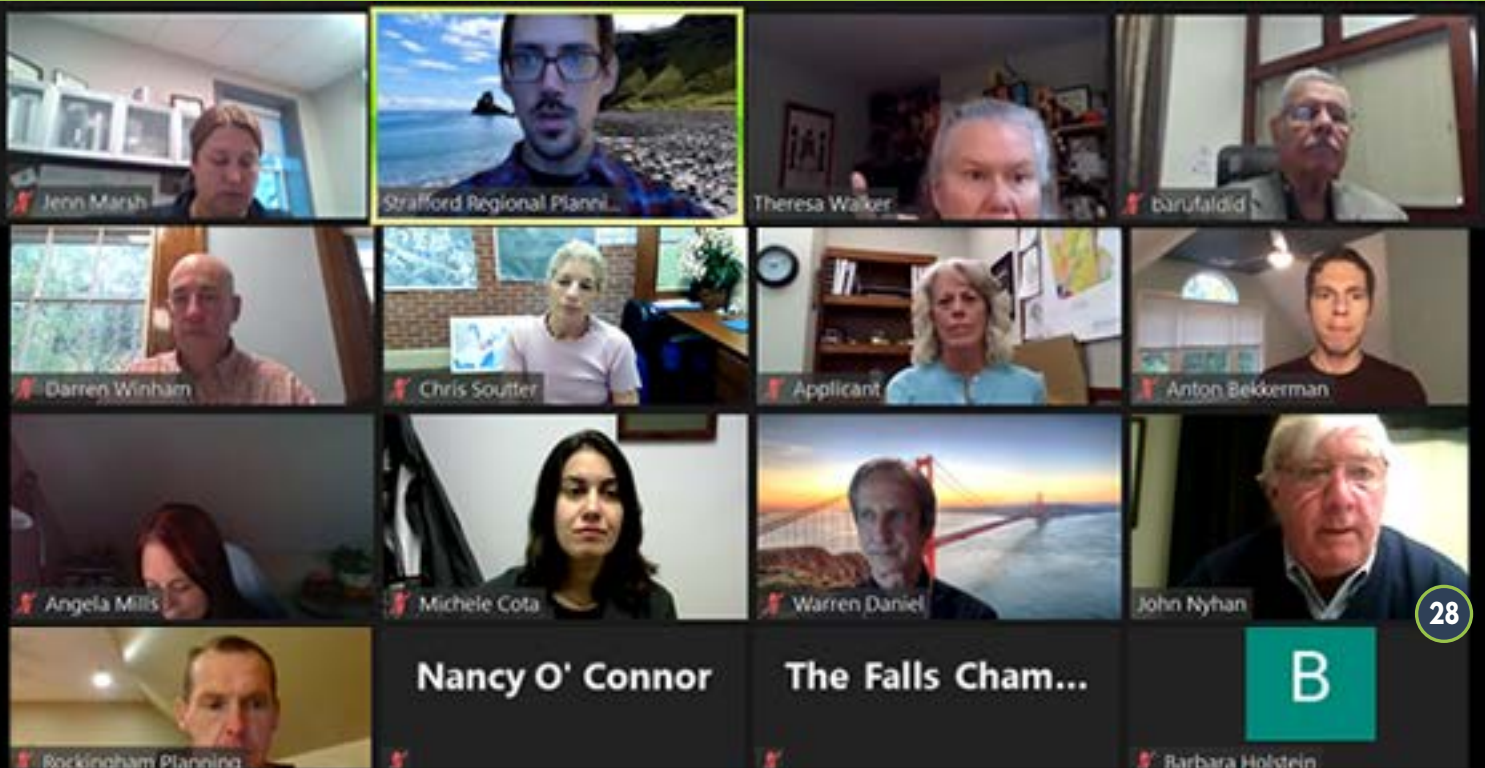 Jenn Marsh
Strafford Regional Planni...
Theresa Walker
barufaldid
Darren Winham
Chris Soutter
Applicant
Anton Bekkerman
Angela Mills
Michele Cota
Warren Daniel
John Nyhan
28
Rockingham Planning
Nancy O' Connor
The Falls Cham...
B
Barbara Holstein